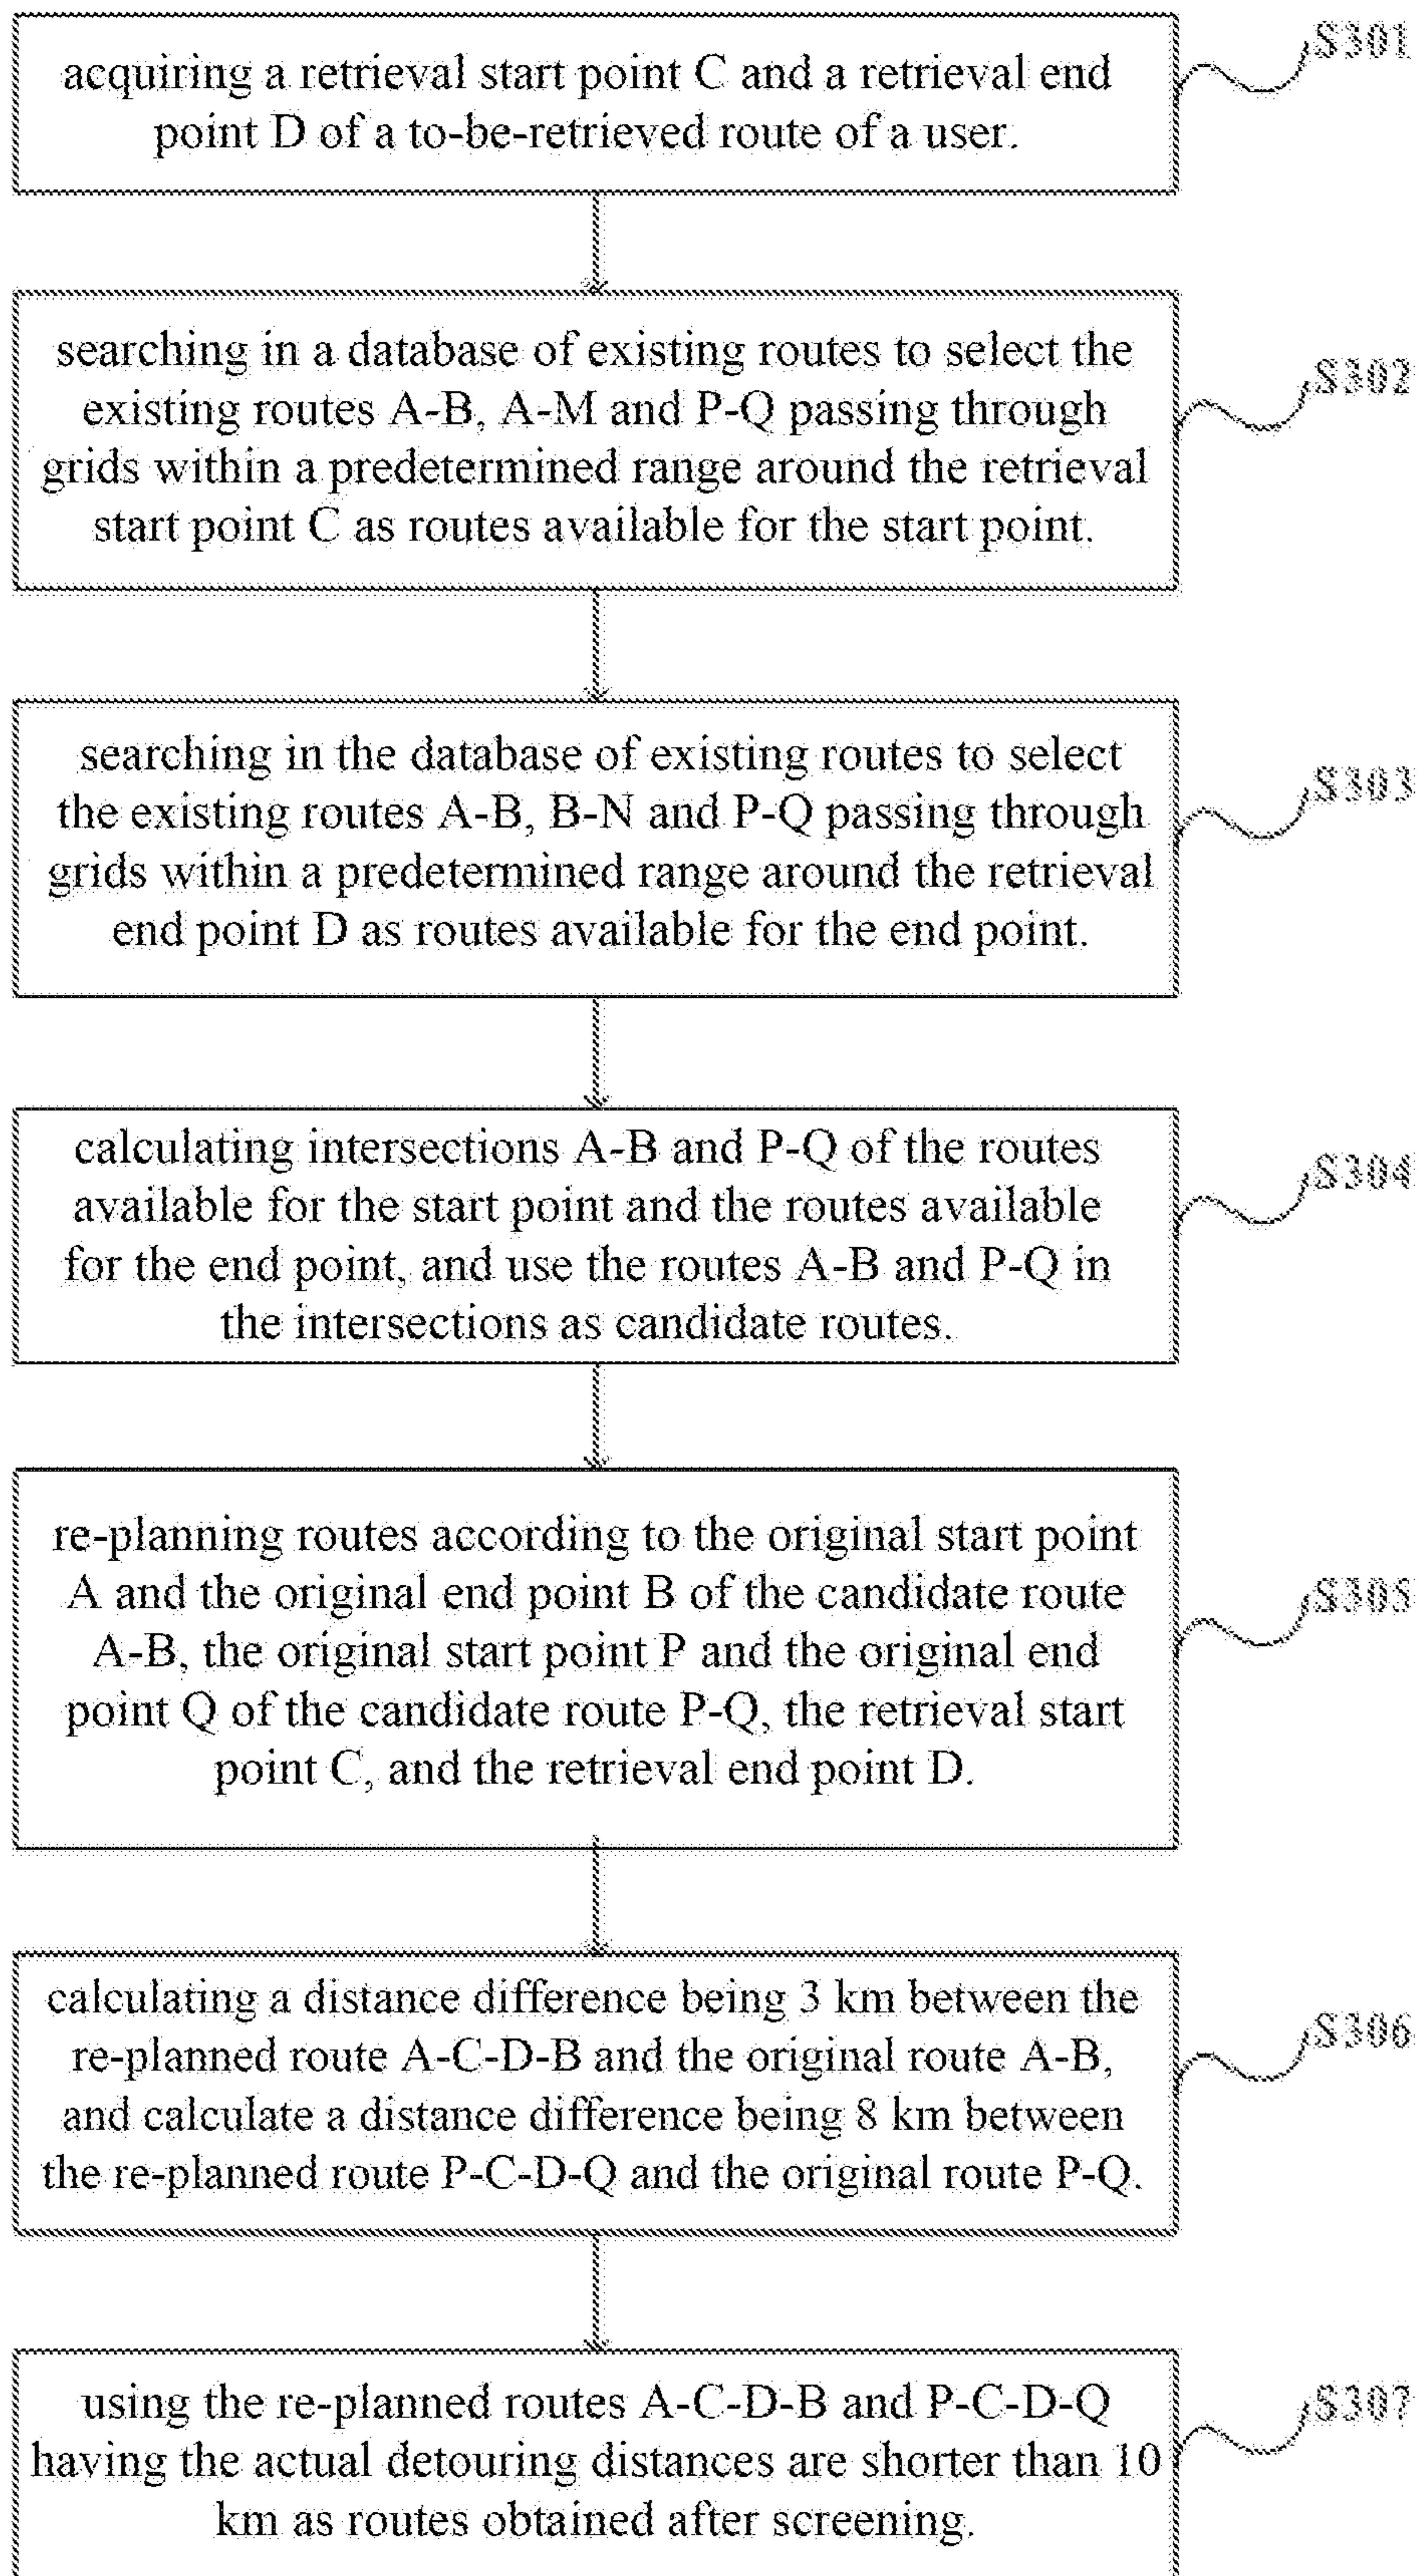 acquiring a retrieval start point C and a retrieval end
point D of a to-be-retrieved route of a user.
S301
searching in a database of existing routes to select the
existing routes A-B, A-M and P-Q passing through
grids within a predetermined range around the retrieval
start point C as routes available for the start point.
S302
searching in the database of existing routes to select
the existing routes A-B, B-N and P-Q passing through
grids within a predetermined range around the retrieval
end point D as routes available for the end point.
S303
calculating intersections A-B and P-Q of the routes
available for the start point and the routes available
for the end point, and use the routes A-B and P-Q in
the intersections as candidate routes.
S304
re-planning routes according to the original start point
A and the original end point B of the candidate route
A-B, the original start point P and the original end
point Q of the candidate route P-Q, the retrieval start
point C, and the retrieval end point D.
S305
calculating a distance difference being 3 km between the
re-planned route A-C-D-B and the original route A-B,
and calculate a distance difference being 8 km between
the re-planned route P-C-D-Q and the original route P-Q.
S306
using the re-planned routes A-C-D-B and P-C-D-Q
having the actual detouring distances are shorter than 10
km as routes obtained after screening.
S307